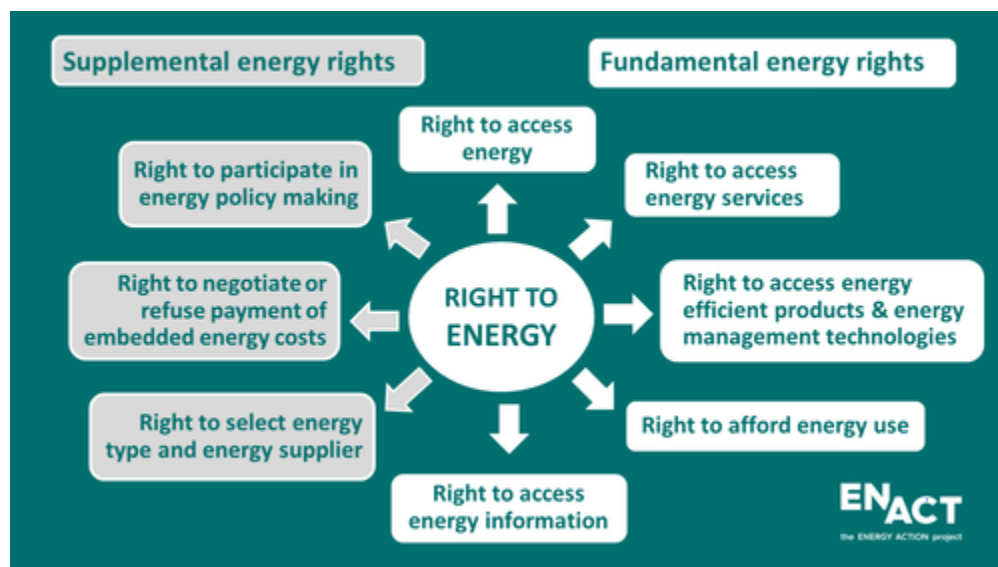 Supplemental energy rights
Fundamental energy rights
Right to access
energy
Right to participate in
energy policy making
Right to access
energy services
Right to negotiate or
refuse payment of
embedded energy costs
RIGHT TO
ENERGY
Right to access energy
efficient products & energy
management technologies
Right to select energy
type and energy supplier
Right to afford energy use
Right to access
energy information
ENACT
the ENERGY ACTION project